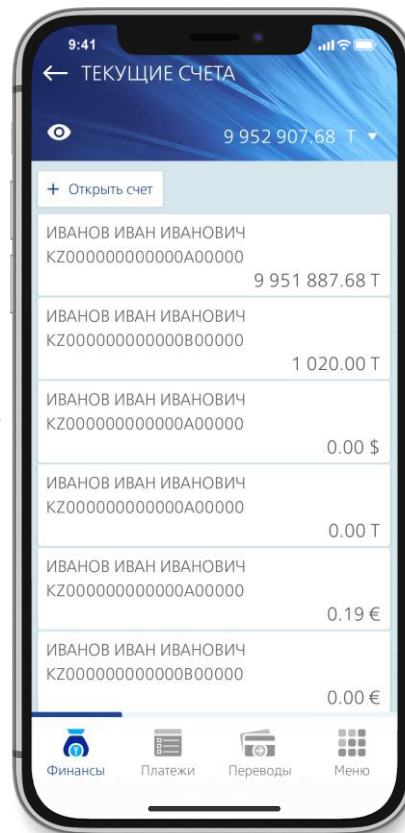 9:41
← ТЕКУЩИЕ СЧЕТА
9 952 907.68 T ▼
+ Открыть счет
ИВАНОВ ИВАН ИВАНОВИЧ
KZ000000000000A00000
9 951 887.68 T
ИВАНОВ ИВАН ИВАНОВИЧ
KZ000000000000B00000
1 020.00 T
ИВАНОВ ИВАН ИВАНОВИЧ
KZ000000000000A00000
0.00 $
ИВАНОВ ИВАН ИВАНОВИЧ
KZ000000000000A00000
0.00 T
ИВАНОВ ИВАН ИВАНОВИЧ
KZ000000000000A00000
0.19 €
ИВАНОВ ИВАН ИВАНОВИЧ
KZ000000000000B00000
0.00 €
Финансы Платежи Переводы Меню